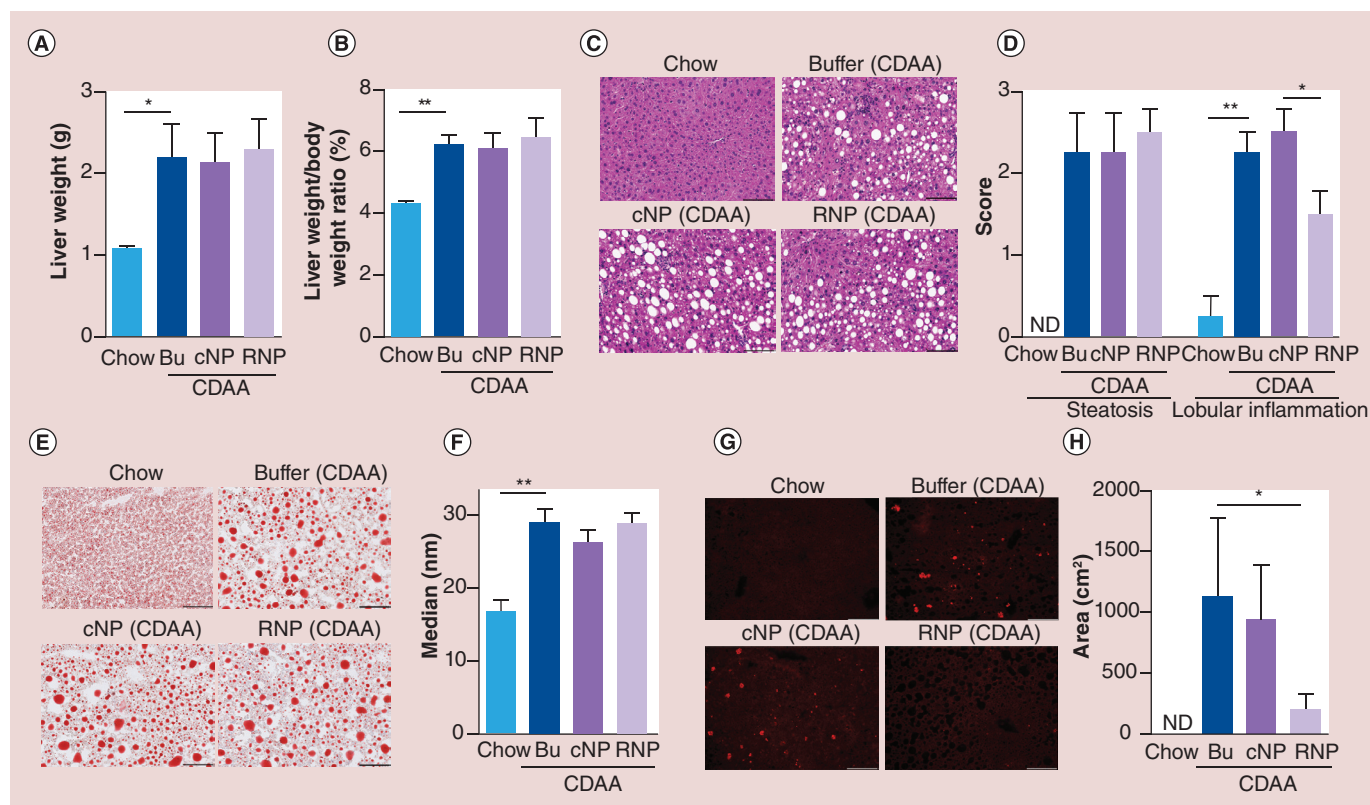 A
Liver weight (g)
3
2
1
0
*
Chow Bu cNP RNP
CDAA
B
Liver weight/body
weight ratio (%)
8
6
4
2
0
**
Chow Bu cNP RNP
CDAA
C
Chow Buffer (CDAA)
cNP (CDAA) RNP (CDAA)
D
Score
3
2
1
0
** *
ND
Chow Bu cNP RNP Chow Bu cNP RNP
CDAA CDAA
Steatosis Lobular inflammation
E
Chow Buffer (CDAA)
cNP (CDAA) RNP (CDAA)
F
Median (nm)
30
20
10
0
**
Chow Bu cNP RNP
CDAA
G
Chow Buffer (CDAA)
cNP (CDAA) RNP (CDAA)
H
Area (cm²)
2000
1500
1000
500
0
*
ND
Chow Bu cNP RNP
CDAA